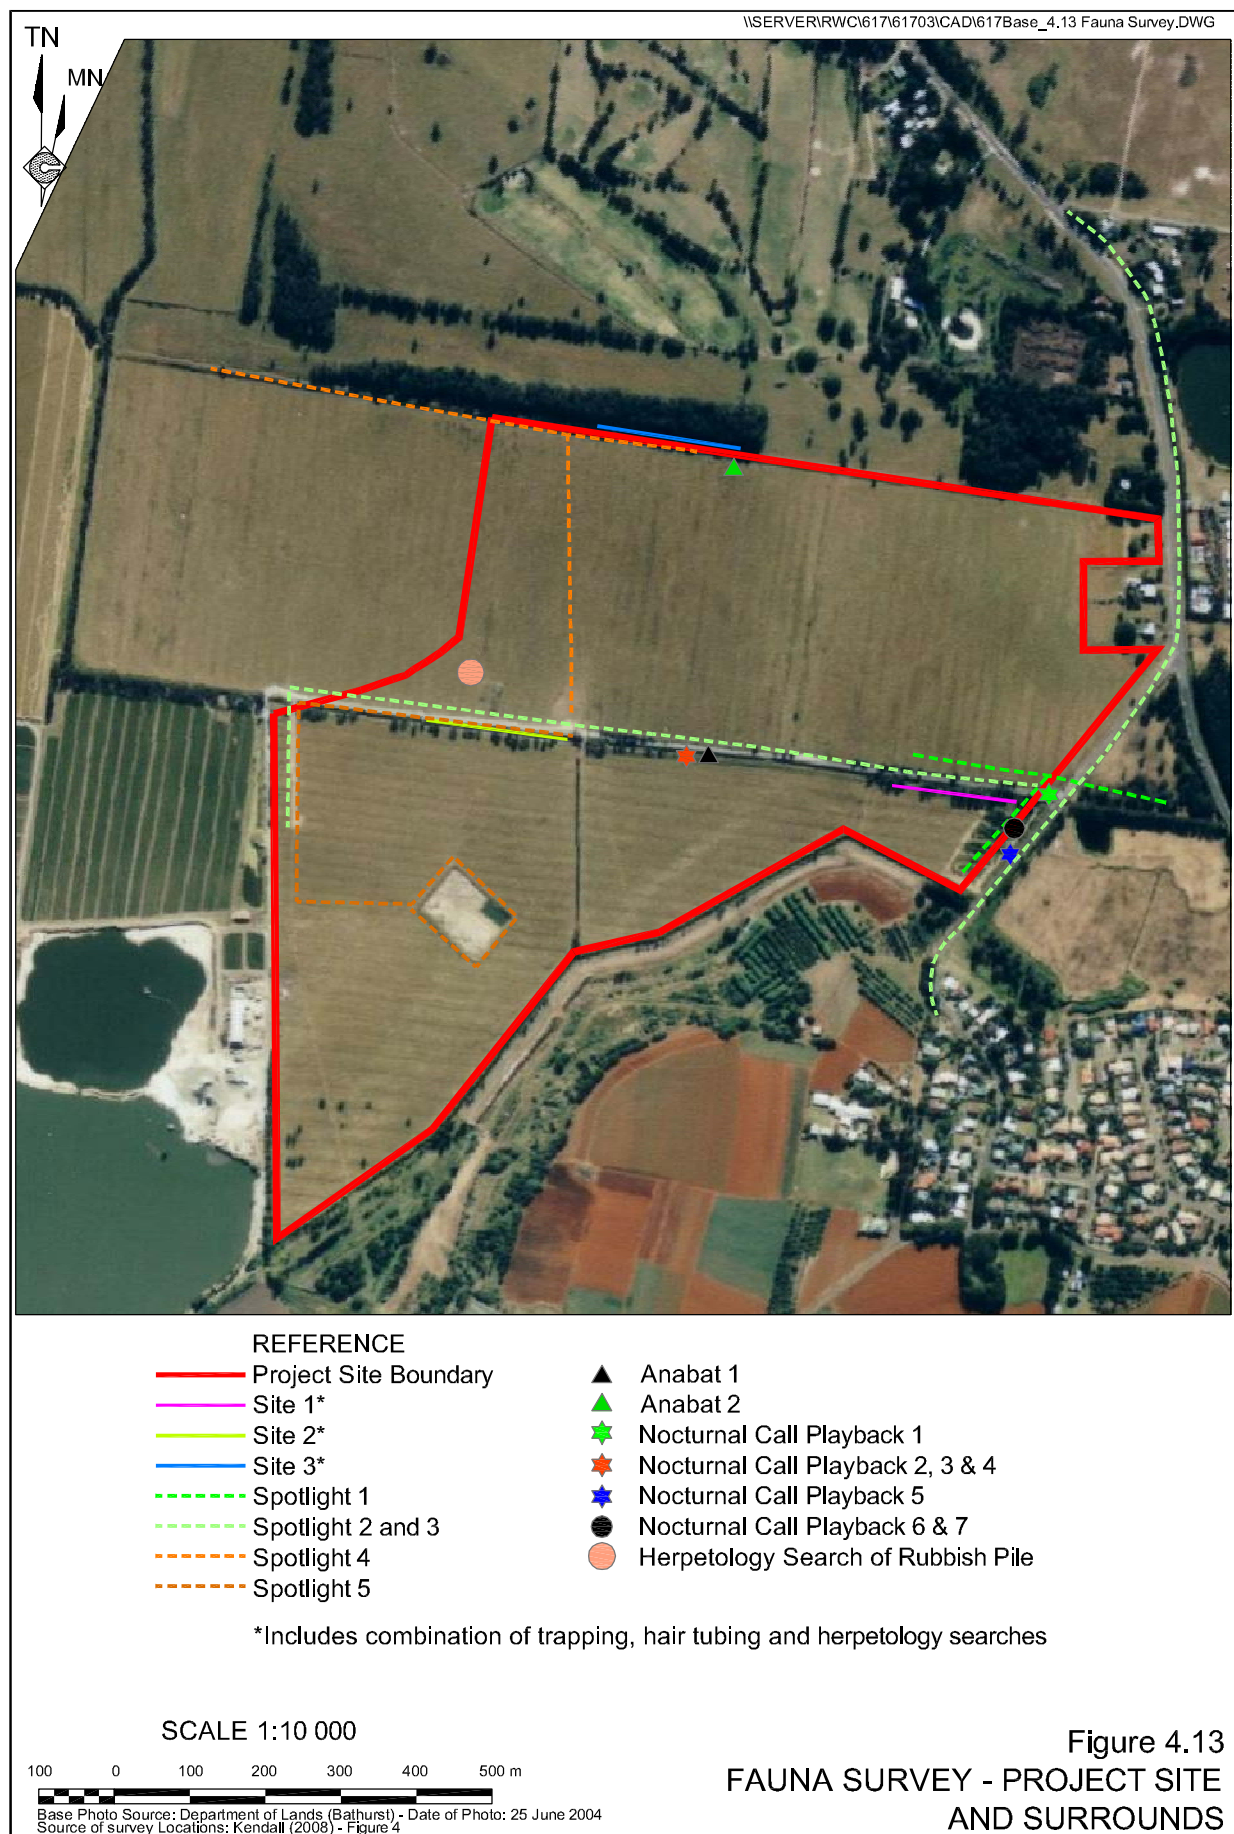 \\SERVER\RWC\617\61703\CAD\617Base_4.13 Fauna Survey.DWG
TN
MN
REFERENCE
Project Site Boundary
Site 1*
Site 2*
Site 3*
Spotlight 1
Spotlight 2 and 3
Spotlight 4
Spotlight 5
Anabat 1
Anabat 2
Nocturnal Call Playback 1
Nocturnal Call Playback 2, 3 & 4
Nocturnal Call Playback 5
Nocturnal Call Playback 6 & 7
Herpetology Search of Rubbish Pile
*Includes combination of trapping, hair tubing and herpetology searches
SCALE 1:10 000
100 0 100 200 300 400 500 m
Base Photo Source: Department of Lands (Bathurst) - Date of Photo: 25 June 2004
Source of survey Locations: Kendall (2008) - Figure 4
Figure 4.13
FAUNA SURVEY - PROJECT SITE
AND SURROUNDS